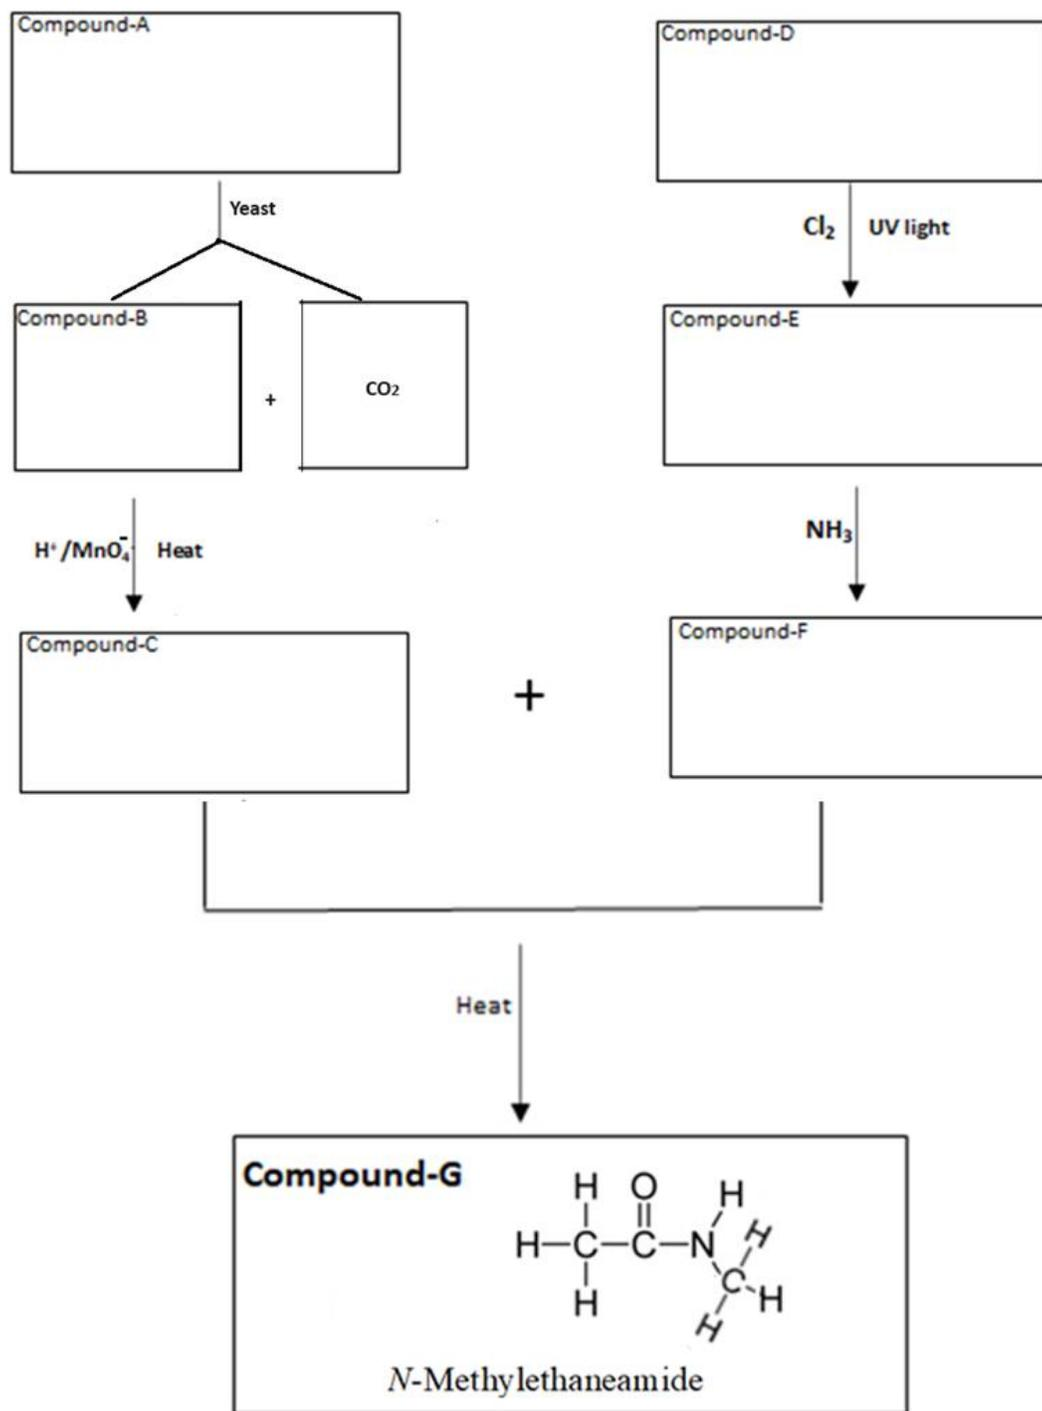 Compound-A
Compound-D
Yeast
Cl₂ UV light
Compound-B
+
CO₂
Compound-E
H⁺/MnO₄⁻ Heat
NH₃
Compound-C
+
Compound-F
Heat
Compound-G
H O H
H—C—C—N H
H C H
H
N-Methylethaneamide